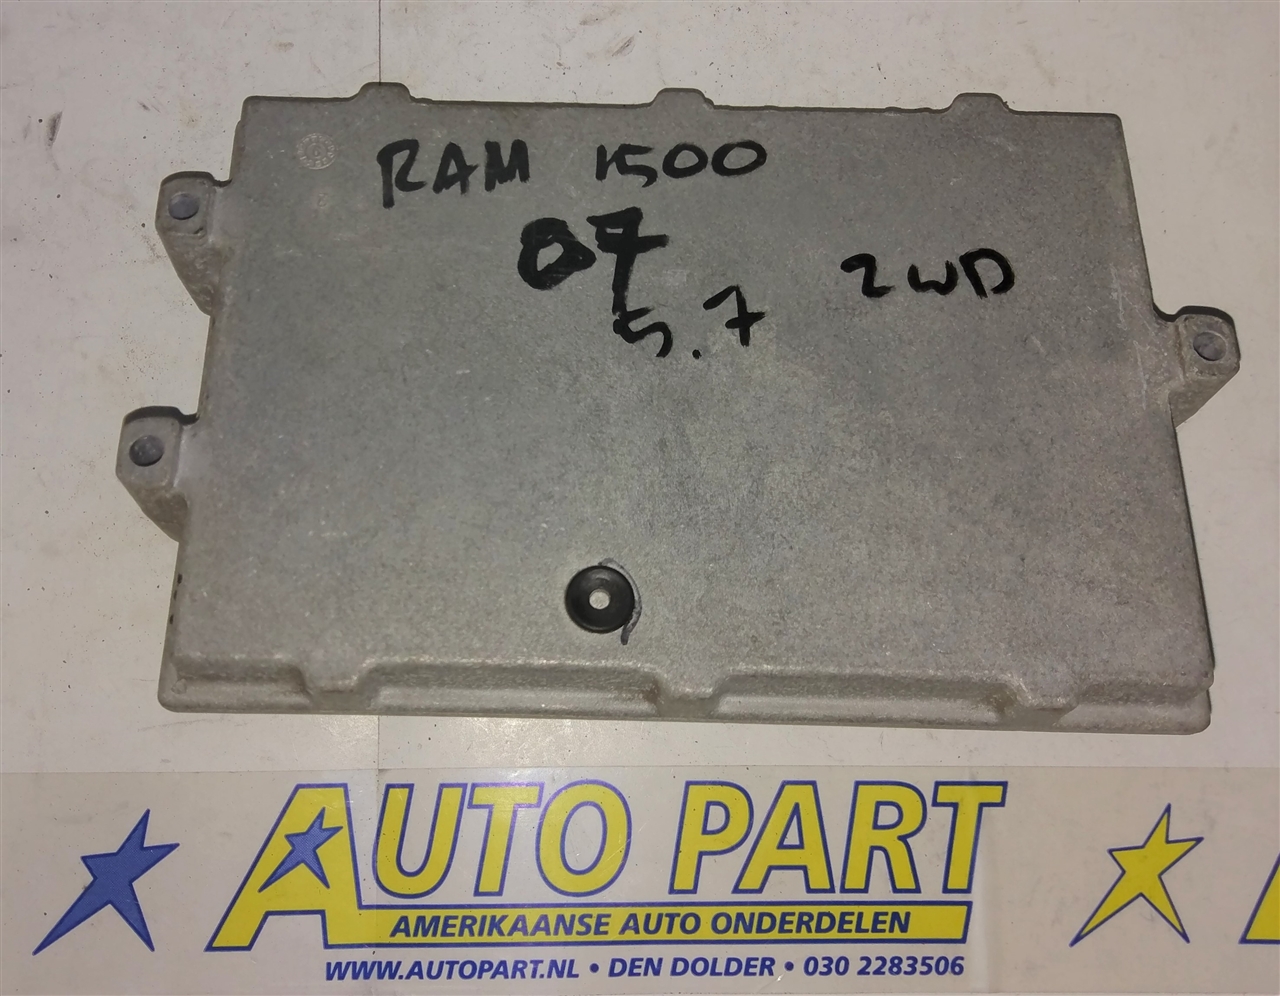 RAM 1500
07
2WD
5.7
AUTO PART
AMERIKAANSE AUTO ONDERDELEN
WWW.AUTOPART.NL • DEN DOLDER • 030 2283506